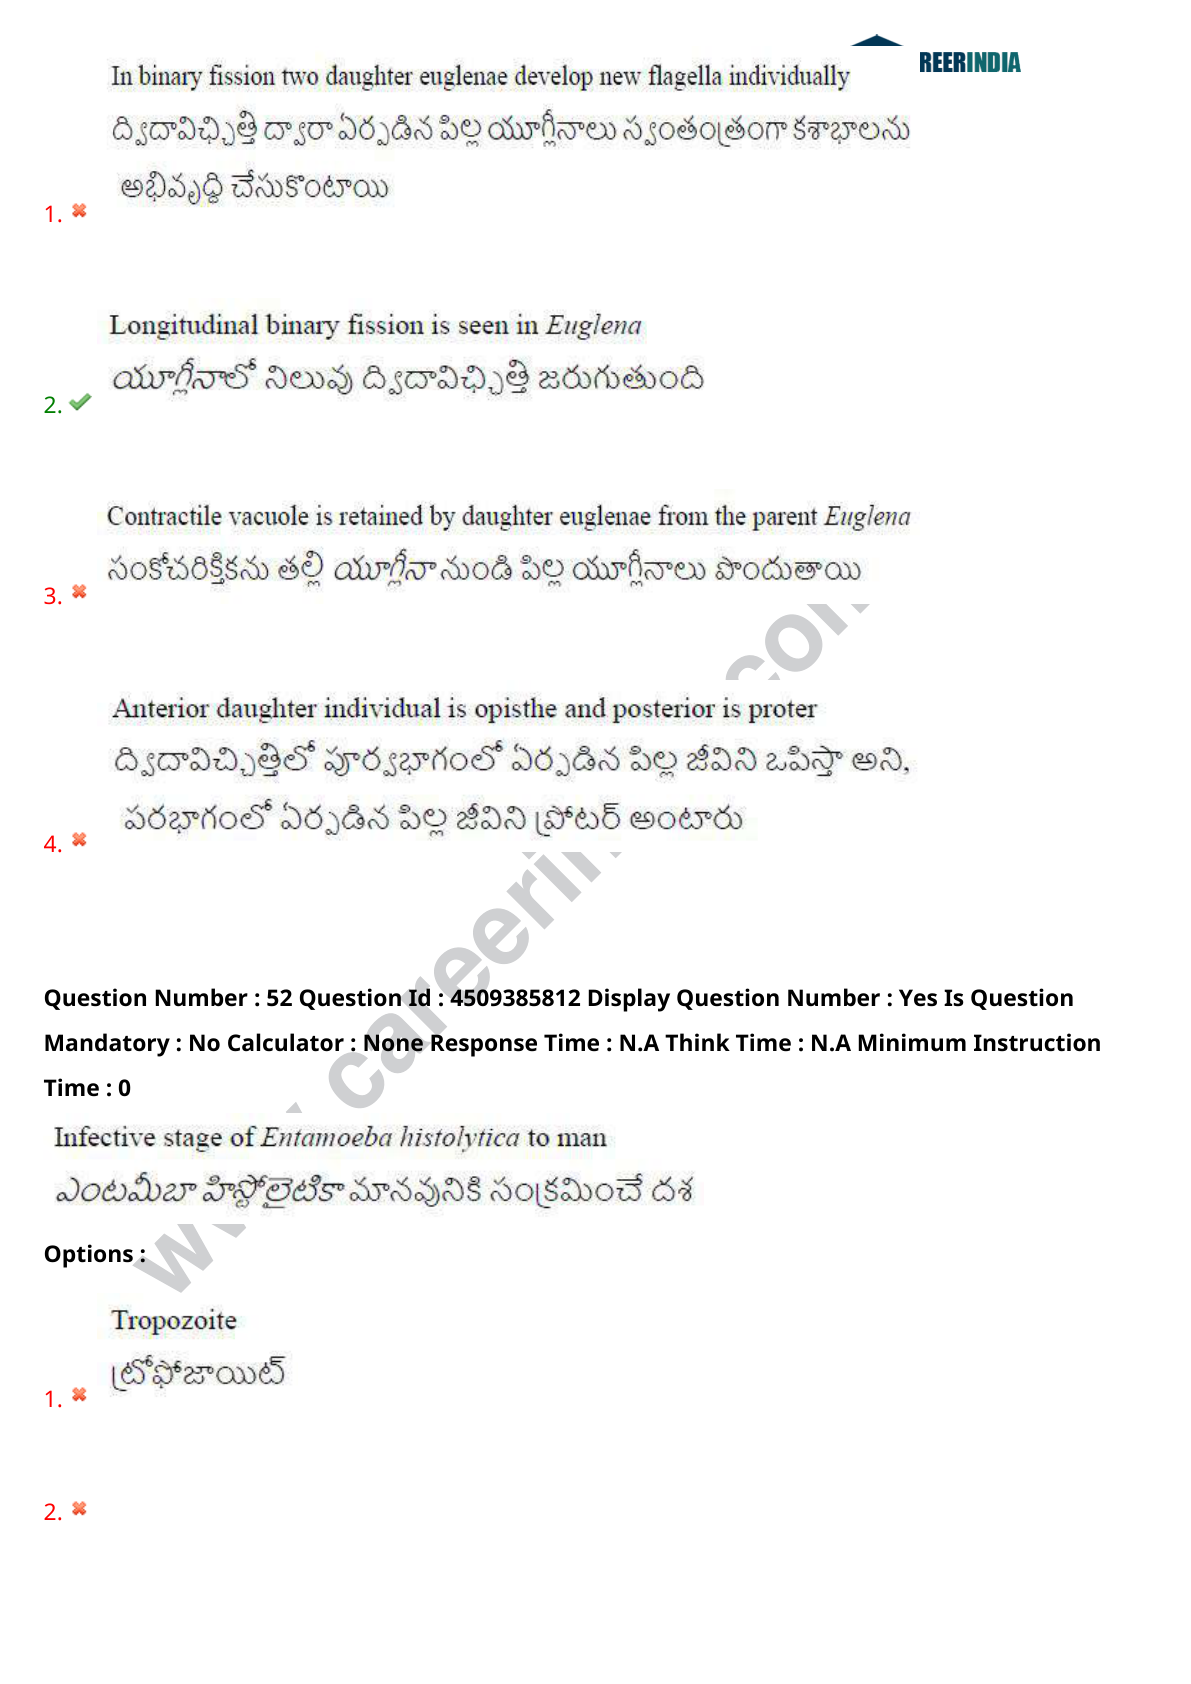 REERINDIA
In binary fission two daughter euglenae develop new flagella individually
ద్విదావిచ్ఛిత్తి ద్వారా ఏర్పడిన పిల్ల యూగ్లీనాలు స్వంతంత్రంగా కశాభాలను
అభివృద్ధి చేసుకొంటాయి
1.
Longitudinal binary fission is seen in Euglena
యూగ్లీనాలో నిలువు ద్విదావిచ్ఛిత్తి జరుగుతుంది
2.
Contractile vacuole is retained by daughter euglenae from the parent Euglena
సంకోచరిక్తికను తల్లి యూగ్లీనా నుండి పిల్ల యూగ్లీనాలు పొందుతాయి
3.
Anterior daughter individual is opisthe and posterior is proter
ద్విదావిచ్చిత్తిలో పూర్వభాగంలో ఏర్పడిన పిల్ల జీవిని ఒపిస్తా అని,
పరభాగంలో ఏర్పడిన పిల్ల జీవిని ప్రోటర్ అంటారు
4.
Question Number : 52 Question Id : 4509385812 Display Question Number : Yes Is Question
Mandatory : No Calculator : None Response Time : N.A Think Time : N.A Minimum Instruction
Time : 0
Infective stage of Entamoeba histolytica to man
ఎంటమీబా హిస్టోలైటికా మానవునికి సంక్రమించే దశ
Options :
Tropozoite
ట్రోఫోజాయిట్
1.
2.